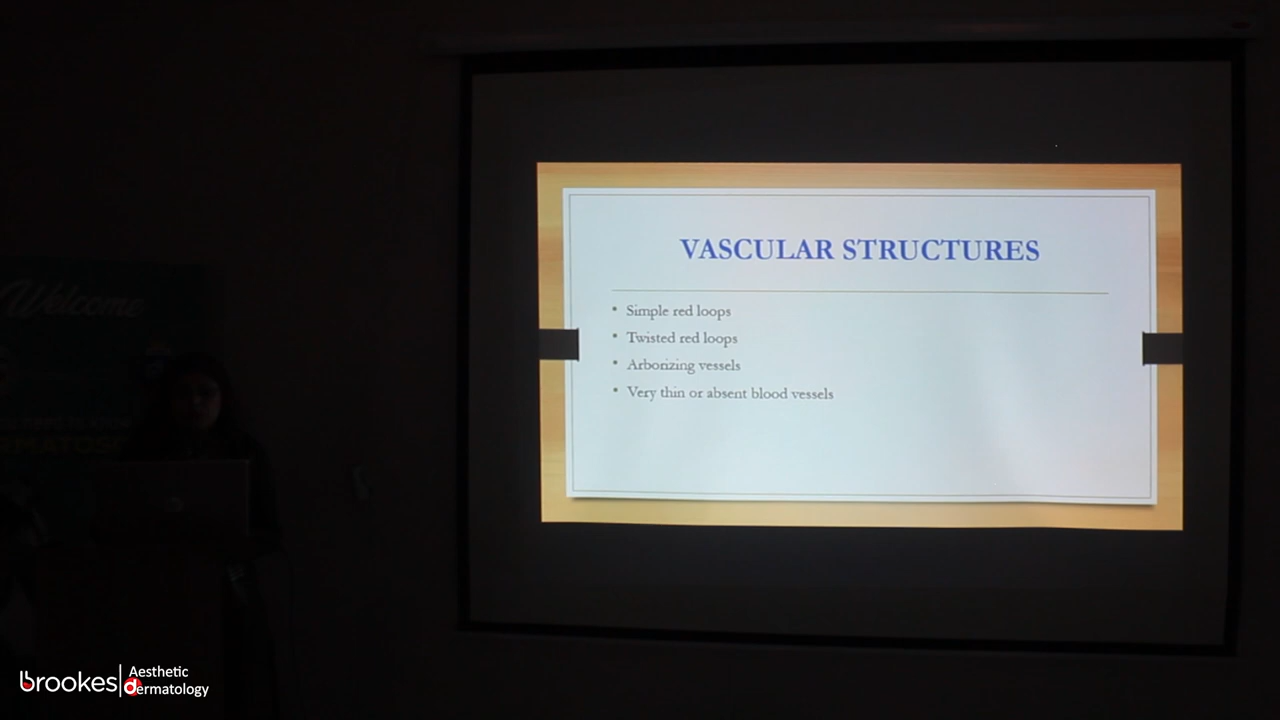 VASCULAR STRUCTURES
• Simple red loops
• Twisted red loops
• Arborizing vessels
• Very thin or absent blood vessels
Welcome
brookes Aesthetic
dermatology